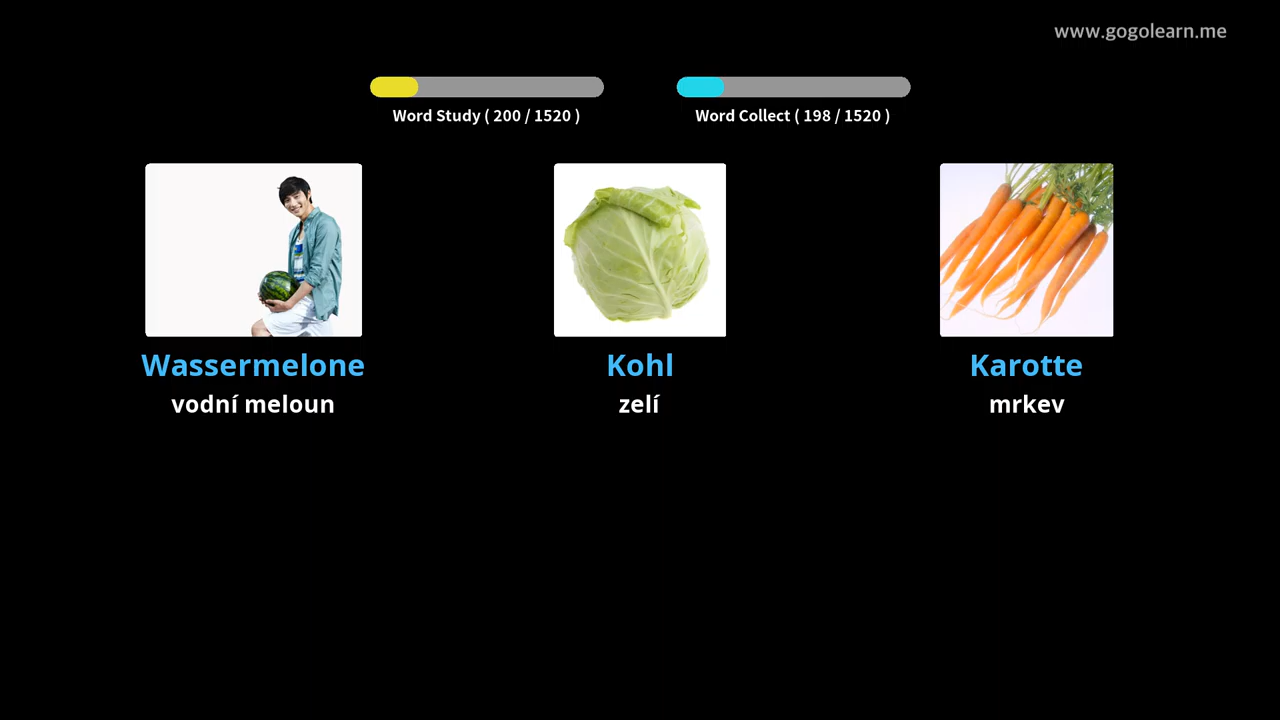 www.gogolearn.me
Word Study ( 200 / 1520 )
Word Collect ( 198 / 1520 )
Wassermelone
vodní meloun
Kohl
zelí
Karotte
mrkev